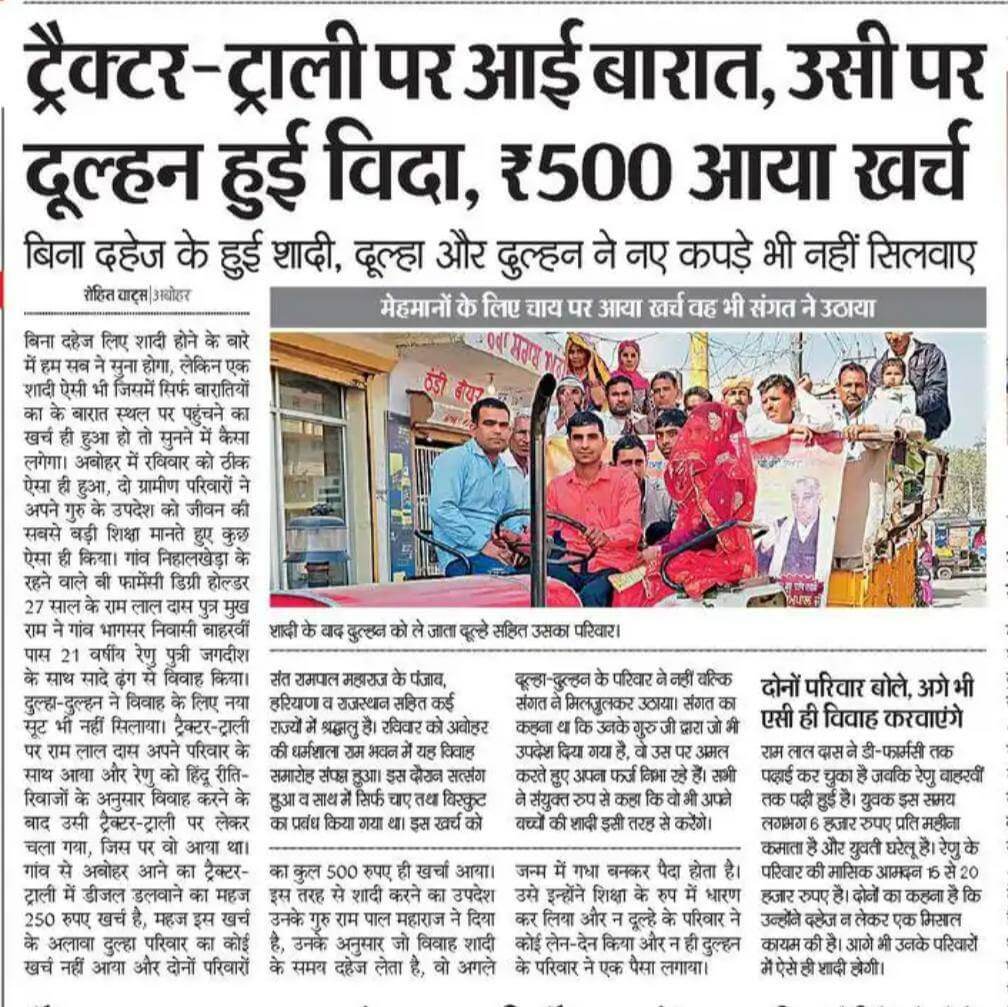 ट्रैक्टर-ट्राली पर आई बारात, उसी पर
दूल्हन हुई विदा, ₹500 आया खर्च
बिना दहेज के हुई शादी, दूल्हा और दुल्हन ने नए कपड़े भी नहीं सिलवाए
रोहित वाट्स|अबोहर
बिना दहेज लिए शादी होने के बारे
में हम सब ने सुना होगा, लेकिन एक
शादी ऐसी भी जिसमें सिर्फ बारातियों
का के बारात स्थल पर पहुंचने का
खर्च ही हुआ हो तो सुनने में कैसा
लगेगा। अबोहर में रविवार को ठीक
ऐसा ही हुआ, दो ग्रामीण परिवारों ने
अपने गुरु के उपदेश को जीवन की
सबसे बड़ी शिक्षा मानते हुए कुछ
ऐसा ही किया। गांव निहालखेड़ा के
रहने वाले बी फार्मेसी डिग्री होल्डर
27 साल के राम लाल दास पुत्र मुख
राम ने गांव भागसर निवासी बाहरवीं
पास 21 वर्षीय रेणु पुत्री जगदीश
के साथ सादे ढ़ंग से विवाह किया।
दुल्हा-दुल्हन ने विवाह के लिए नया
सूट भी नहीं सिलाया। ट्रैक्टर-ट्राली
पर राम लाल दास अपने परिवार के
साथ आया और रेणु को हिंदू रीति-
रिवाजों के अनुसार विवाह करने के
बाद उसी ट्रैक्टर-ट्राली पर लेकर
चला गया, जिस पर वो आया था।
गांव से अबोहर आने का ट्रैक्टर-
ट्राली में डीजल डलवाने का महज
250 रुपए खर्च है, महज इस खर्च
के अलावा दुल्हा परिवार का कोई
खर्च नहीं आया और दोनों परिवारों
मेहमानों के लिए चाय पर आया खर्च वह भी संगत ने उठाया
ਠੰਡੀ ਬੀਯਰ
शादी के बाद दुल्हन को ले जाता दूल्हे सहित उसका परिवार।
का कुल 500 रुपए ही खर्चा आया।
इस तरह से शादी करने का उपदेश
उनके गुरु राम पाल महाराज ने दिया
है, उनके अनुसार जो विवाह शादी
के समय दहेज लेता है, वो अगले
जन्म में गधा बनकर पैदा होता है।
उसे इन्होंने शिक्षा के रुप में धारण
कर लिया और न दूल्हे के परिवार ने
कोई लेन-देन किया और न ही दुल्हन
के परिवार ने एक पैसा लगाया।
संत रामपाल महाराज के पंजाब,
हरियाणा व राजस्थान सहित कई
राज्यों में श्रद्धालु है। रविवार को अबोहर
की धर्मशाला राम भवन में यह विवाह
समारोह संपन्न हुआ। इस दौरान सत्संग
हुआ व साथ में सिर्फ चाए तथा बिस्कुट
का प्रबंध किया गया था। इस खर्च को
दूल्हा-दुल्हन के परिवार ने नहीं बल्कि
संगत ने मिलजुलकर उठाया। संगत का
कहना था कि उनके गुरु जी द्वारा जो भी
उपदेश दिया गया है, वो उस पर अमल
करते हुए अपना फर्ज निभा रहे हैं। सभी
ने संयुक्त रुप से कहा कि वो भी अपने
बच्चों की शादी इसी तरह से करेंगे।
दोनों परिवार बोले, अगे भी
एसी ही विवाह करवाएंगे
राम लाल दास ने डी-फार्मसी तक
पढ़ाई कर चुका है जबकि रेणु बाहरवीं
तक पढ़ी हुई है। युवक इस समय
लगभग 6 हजार रुपए प्रति महीना
कमाता है और युवती घरेलू है। रेणु के
परिवार की मासिक आमदन 15 से 20
हजार रुपए है। दोनों का कहना है कि
उन्होंने दहेज न लेकर एक मिसाल
कायम की है। आगे भी उनके परिवारों
में ऐसे ही शादी होगी।